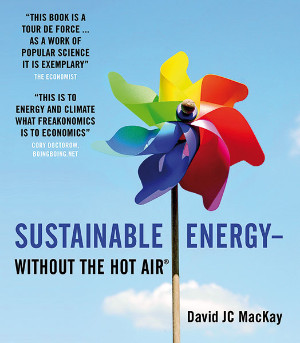 "THIS BOOK IS A
TOUR DE FORCE ...
AS A WORK OF
POPULAR SCIENCE
IT IS EXEMPLARY"
THE ECONOMIST
"THIS IS TO
ENERGY AND CLIMATE
WHAT FREAKONOMICS
IS TO ECONOMICS"
CORY DOCTOROW,
BOINGBOING.NET
SUSTAINABLE ENERGY–
WITHOUT THE HOT AIR®
David JC MacKay